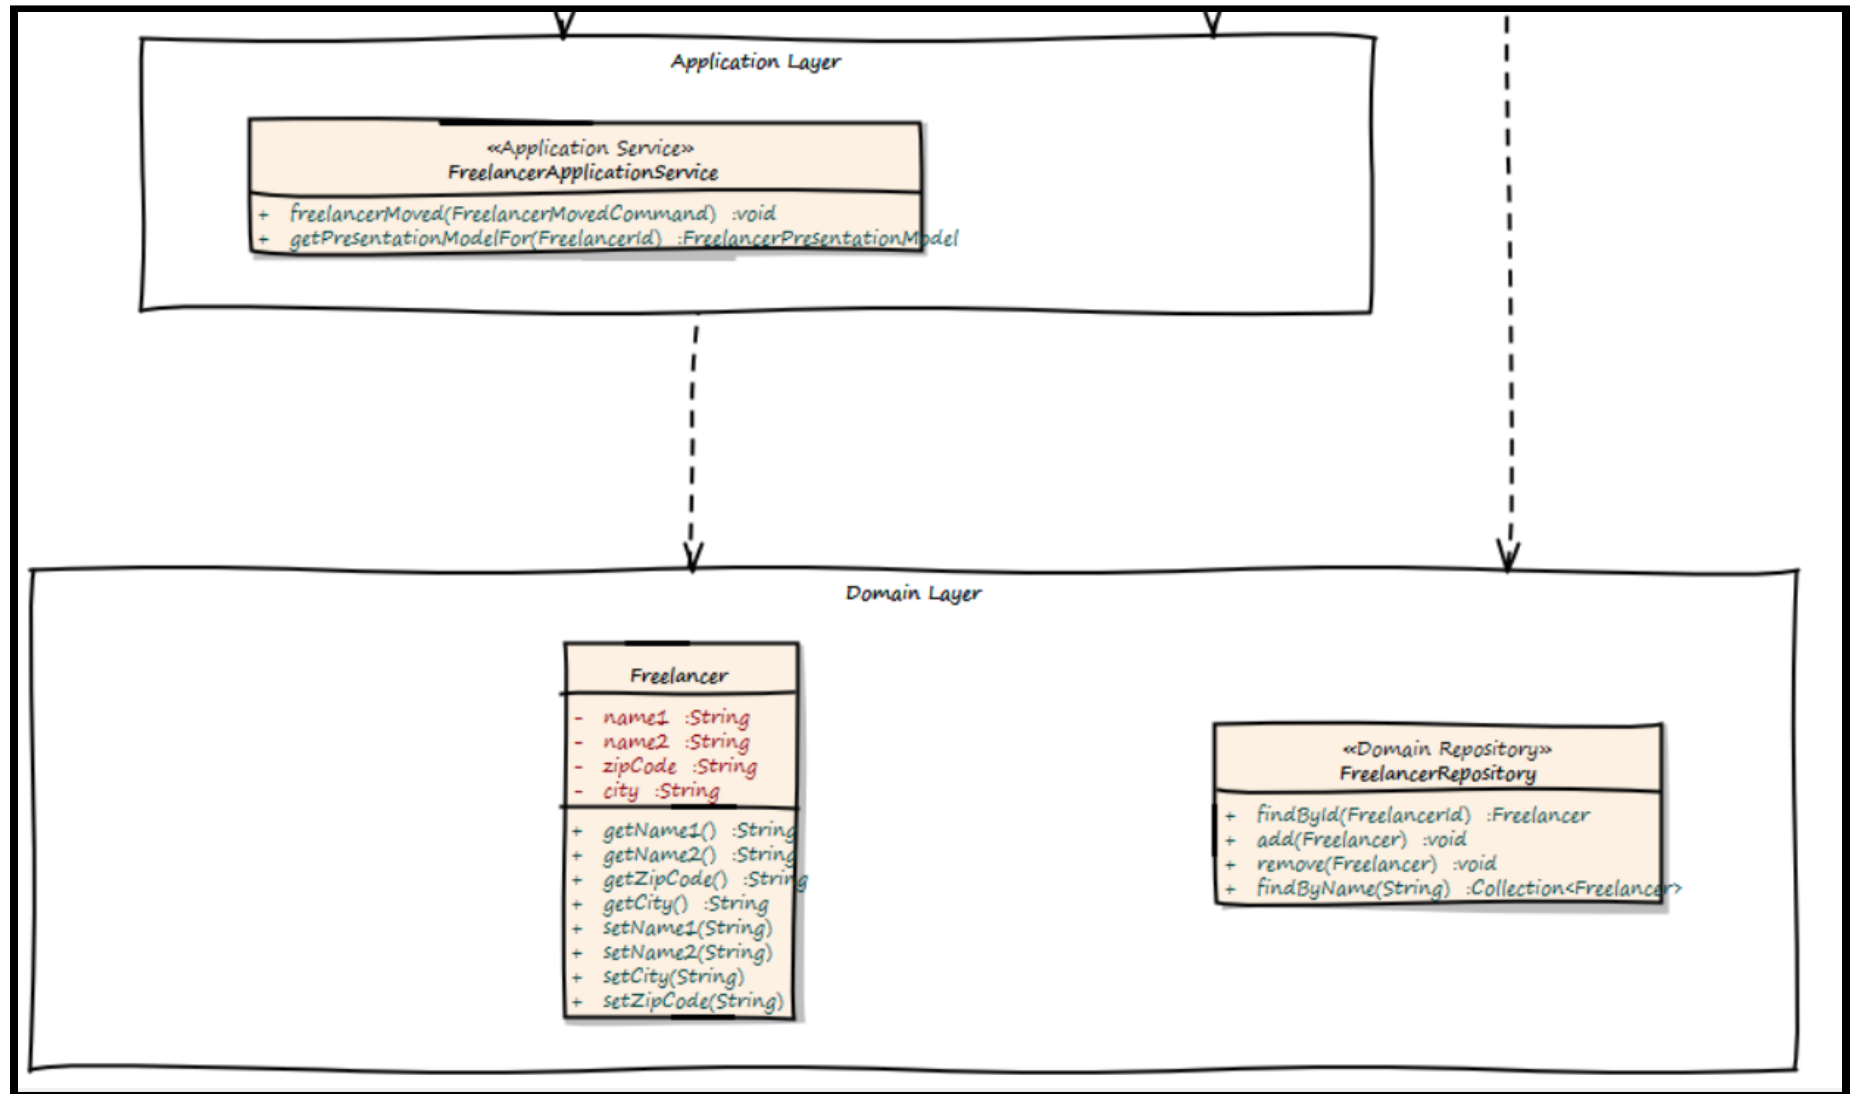 Application Layer
«Application Service»
FreelancerApplicationService
+ freelancerMoved(FreelancerMovedCommand) :void
+ getPresentationModelFor(FreelancerId) :FreelancerPresentationModel
Domain Layer
Freelancer
- name1 :String
- name2 :String
- zipCode :String
- city :String
+ getName1() :String
+ getName2() :String
+ getZipCode() :String
+ getCity() :String
+ setName1(String)
+ setName2(String)
+ setCity(String)
+ setZipCode(String)
«Domain Repository»
FreelancerRepository
+ findById(FreelancerId) :Freelancer
+ add(Freelancer) :void
+ remove(Freelancer) :void
+ findByName(String) :Collection<Freelancer>